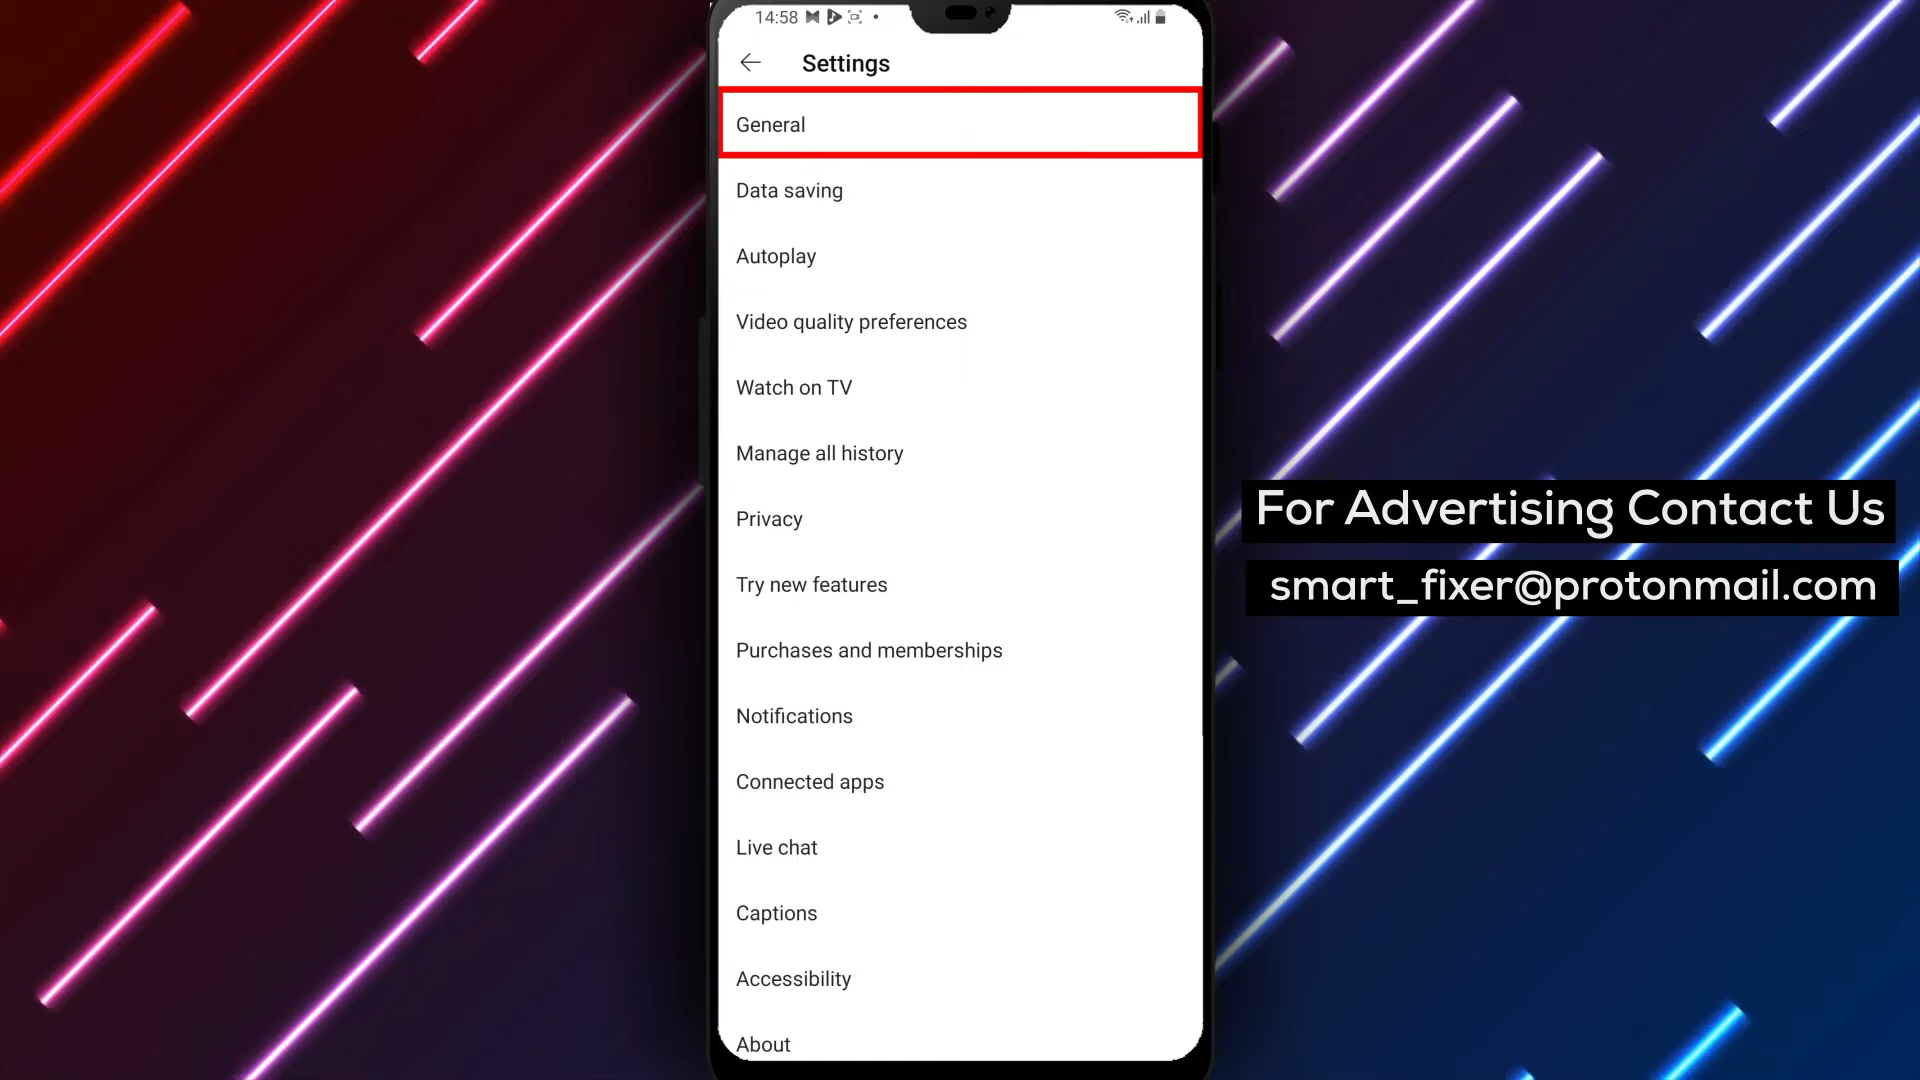 14:58
Settings
General
Data saving
Autoplay
Video quality preferences
Watch on TV
Manage all history
Privacy
Try new features
Purchases and memberships
Notifications
Connected apps
Live chat
Captions
Accessibility
About
For Advertising Contact Us
smart_fixer@protonmail.com